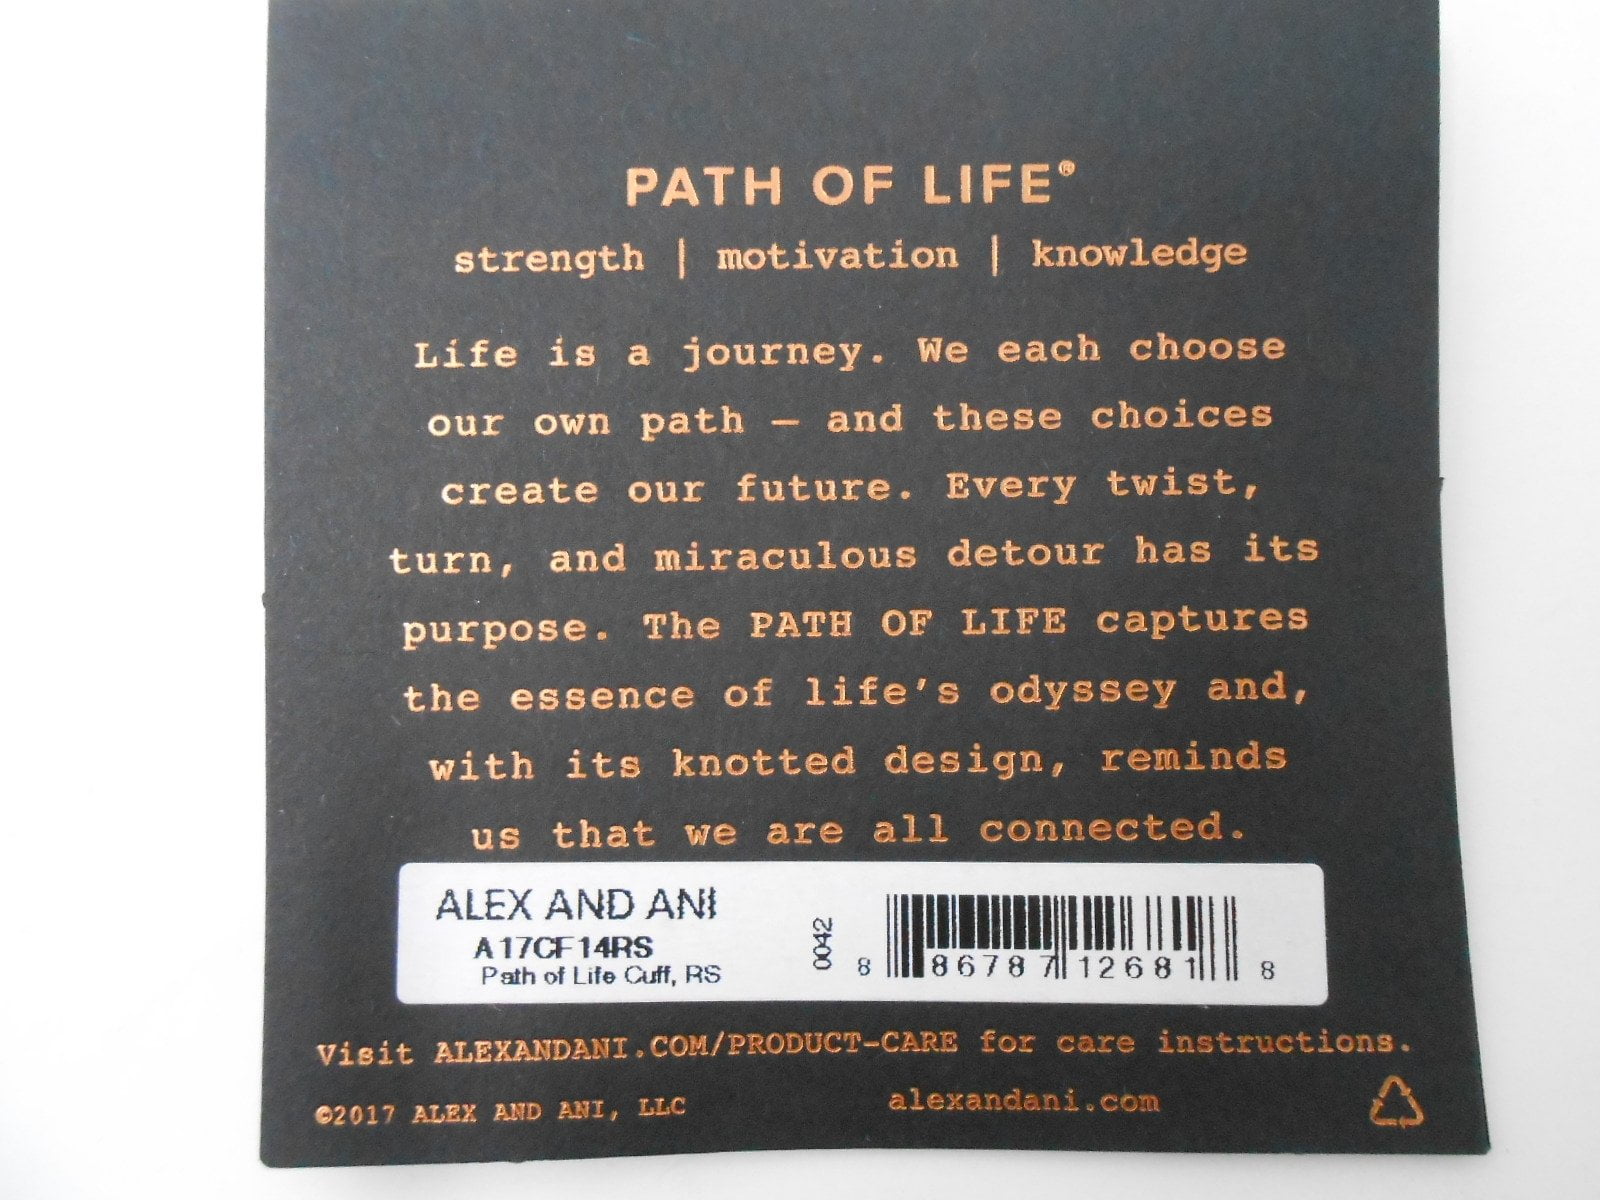 PATH OF LIFE®
strength | motivation | knowledge
Life is a journey. We each choose
our own path — and these choices
create our future. Every twist,
turn, and miraculous detour has its
purpose. The PATH OF LIFE captures
the essence of life's odyssey and,
with its knotted design, reminds
us that we are all connected.
ALEX AND ANI
A17CF14RS
Path of Life Cuff, RS
0042
8 86787 12681 8
Visit ALEXANDANI.COM/PRODUCT-CARE for care instructions.
©2017 ALEX AND ANI, LLC
alexandani.com